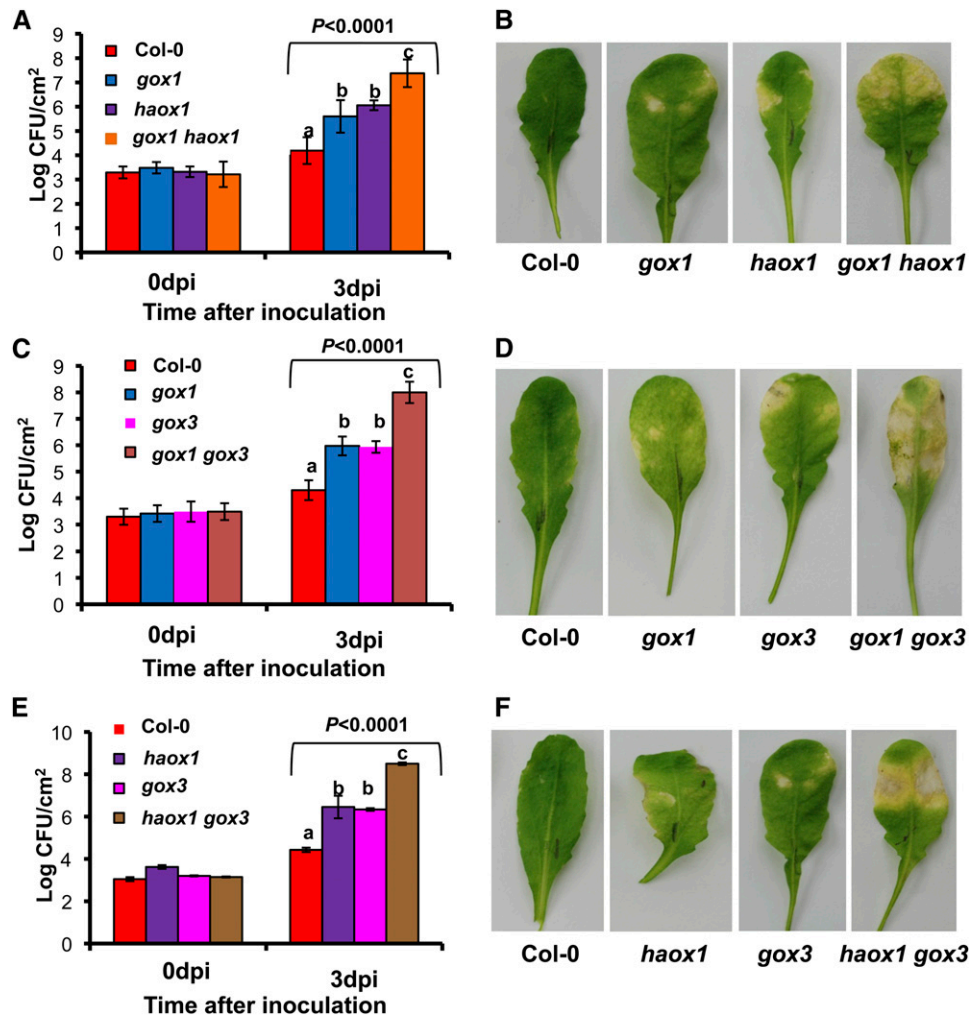 A
Log CFU/cm²
9
8
7
6
5
4
3
2
1
0
Col-0
gox1
haox1
gox1 haox1
P<0.0001
a
b
b
c
0dpi
3dpi
Time after inoculation
B
Col-0
gox1
haox1
gox1 haox1
C
Log CFU/cm²
9
8
7
6
5
4
3
2
1
0
Col-0
gox1
gox3
gox1 gox3
P<0.0001
a
b
b
c
0dpi
3dpi
Time after inoculation
D
Col-0
gox1
gox3
gox1 gox3
E
Log CFU/cm²
10
8
6
4
2
0
Col-0
haox1
gox3
haox1 gox3
P<0.0001
a
b
b
c
0dpi
3dpi
Time after inoculation
F
Col-0
haox1
gox3
haox1 gox3